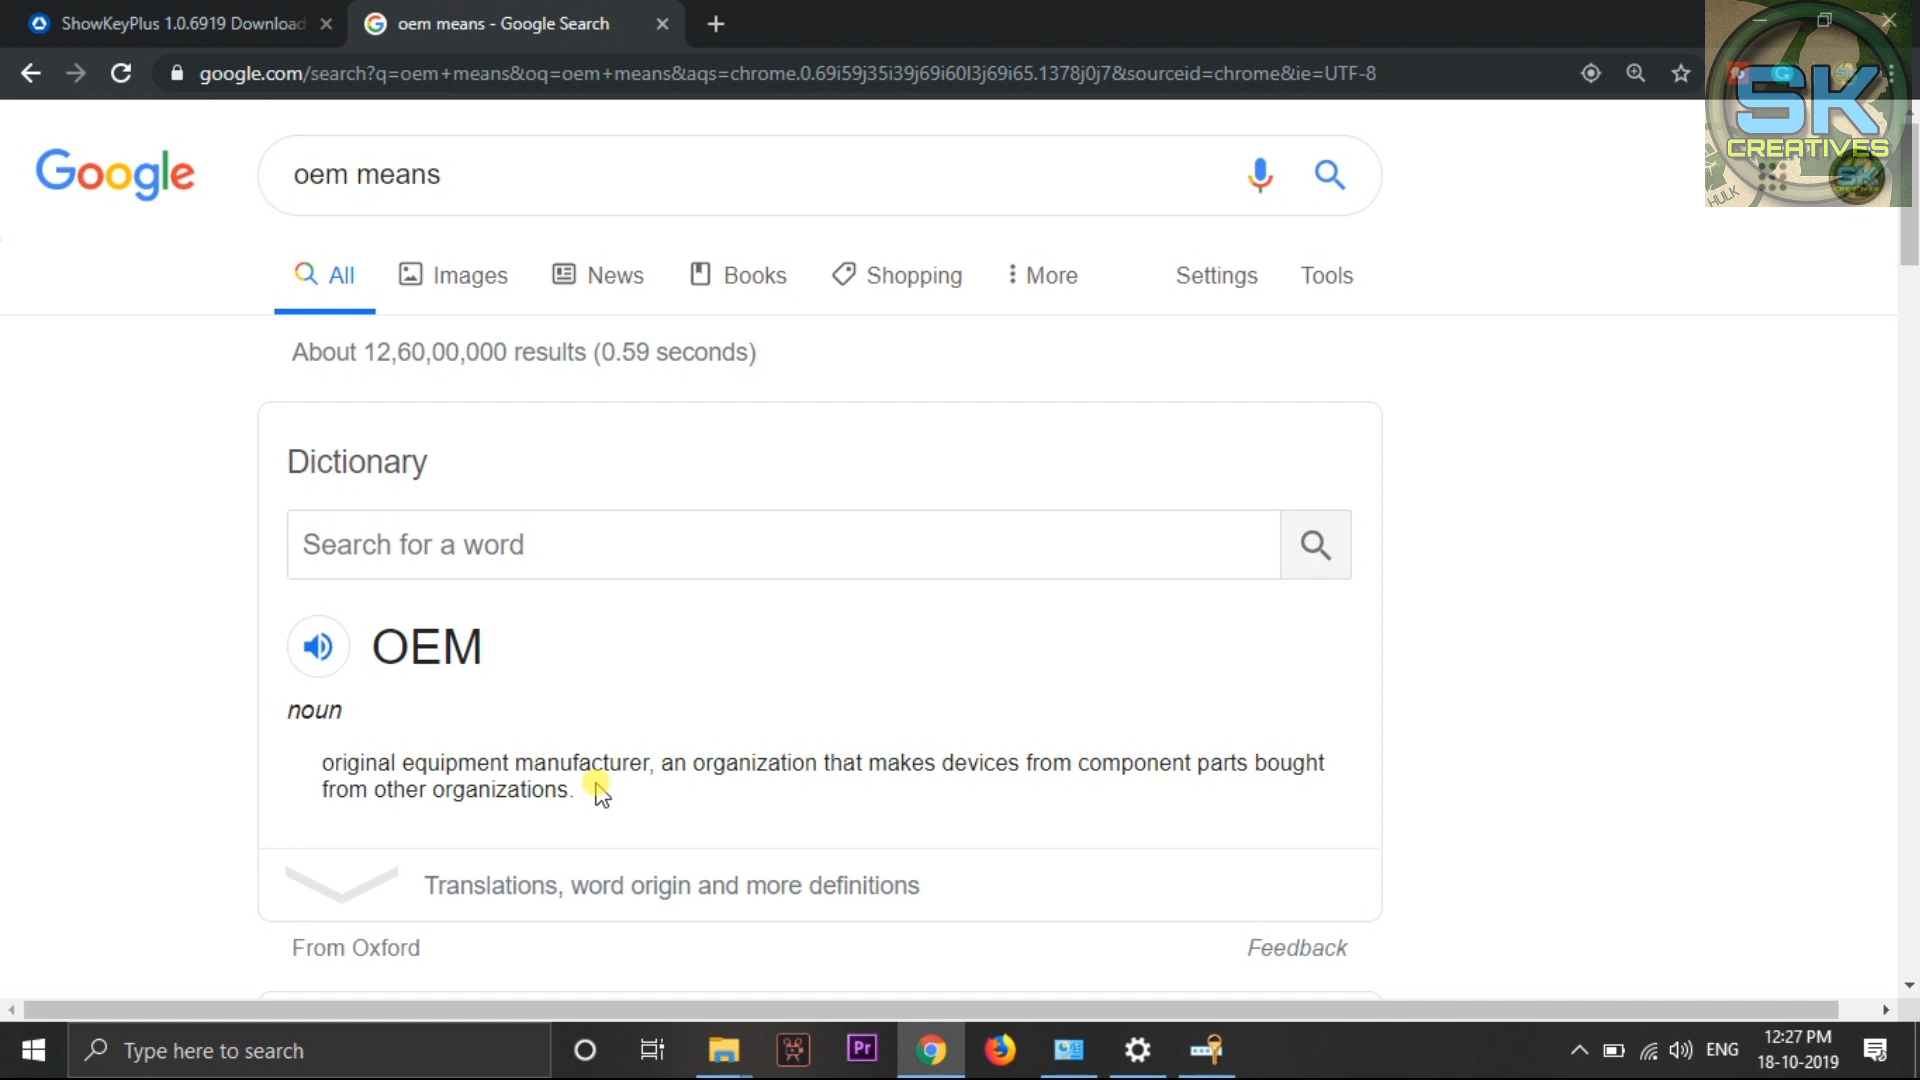 ShowKeyPlus 1.0.6919 Download
oem means - Google Search
google.com/search?q=oem+means&oq=oem+means&aqs=chrome.0.69i59j35i39j69i60l3j69i65.1378j0j7&sourceid=chrome&ie=UTF-8
SK
CREATIVES
HULK
SK
Google
oem means
All
Images
News
Books
Shopping
More
Settings
Tools
About 12,60,00,000 results (0.59 seconds)
Dictionary
Search for a word
OEM
noun
original equipment manufacturer, an organization that makes devices from component parts bought
from other organizations.
Translations, word origin and more definitions
From Oxford
Feedback
Type here to search
Pr
ENG
12:27 PM
18-10-2019